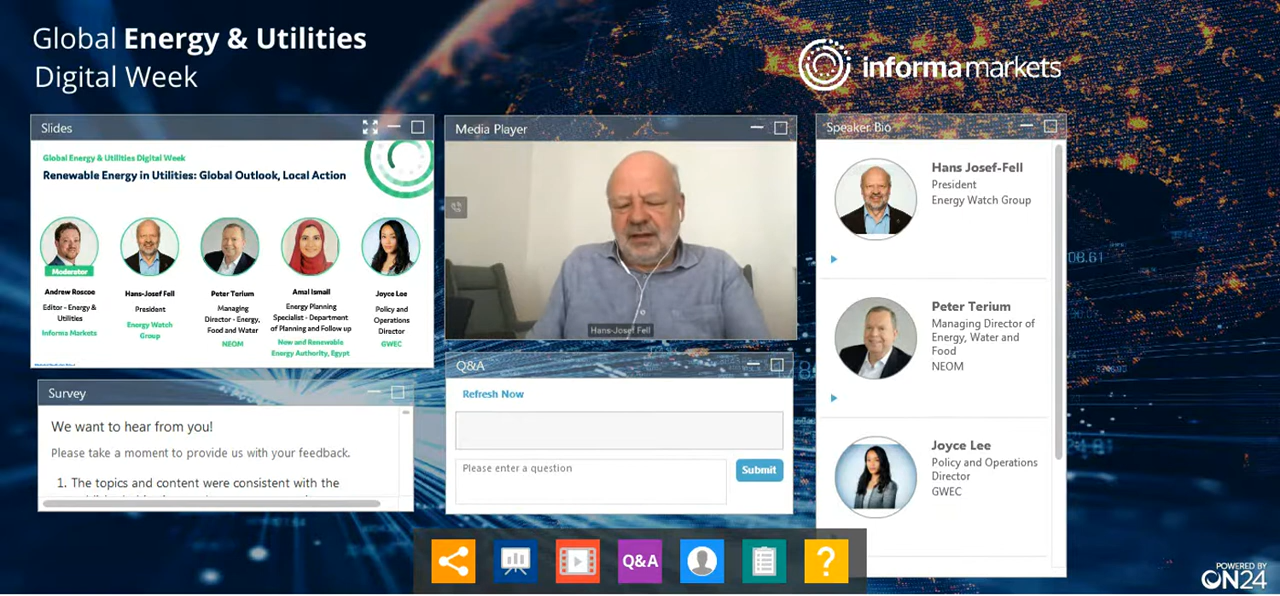 Global Energy & Utilities
Digital Week
informa markets
Slides
Global Energy & Utilities Digital Week
Renewable Energy in Utilities: Global Outlook, Local Action
Moderator
Andrew Roscoe
Editor - Energy &
Utilities
Informa Markets
Hans-Josef Fell
President
Energy Watch
Group
Peter Terium
Managing
Director - Energy,
Food and Water
NEOM
Amal Ismail
Energy Planning
Specialist - Department
of Planning and Follow up
New and Renewable
Energy Authority, Egypt
Joyce Lee
Policy and
Operations
Director
GWEC
Media Player
Hans-Josef Fell
Speaker Bio
Hans Josef-Fell
President
Energy Watch Group
Peter Terium
Managing Director of
Energy, Water and
Food
NEOM
Joyce Lee
Policy and Operations
Director
GWEC
Survey
We want to hear from you!
Please take a moment to provide us with your feedback.
1. The topics and content were consistent with the
Q&A
Refresh Now
Please enter a question
Submit
Q&A
?
POWERED BY
ON24